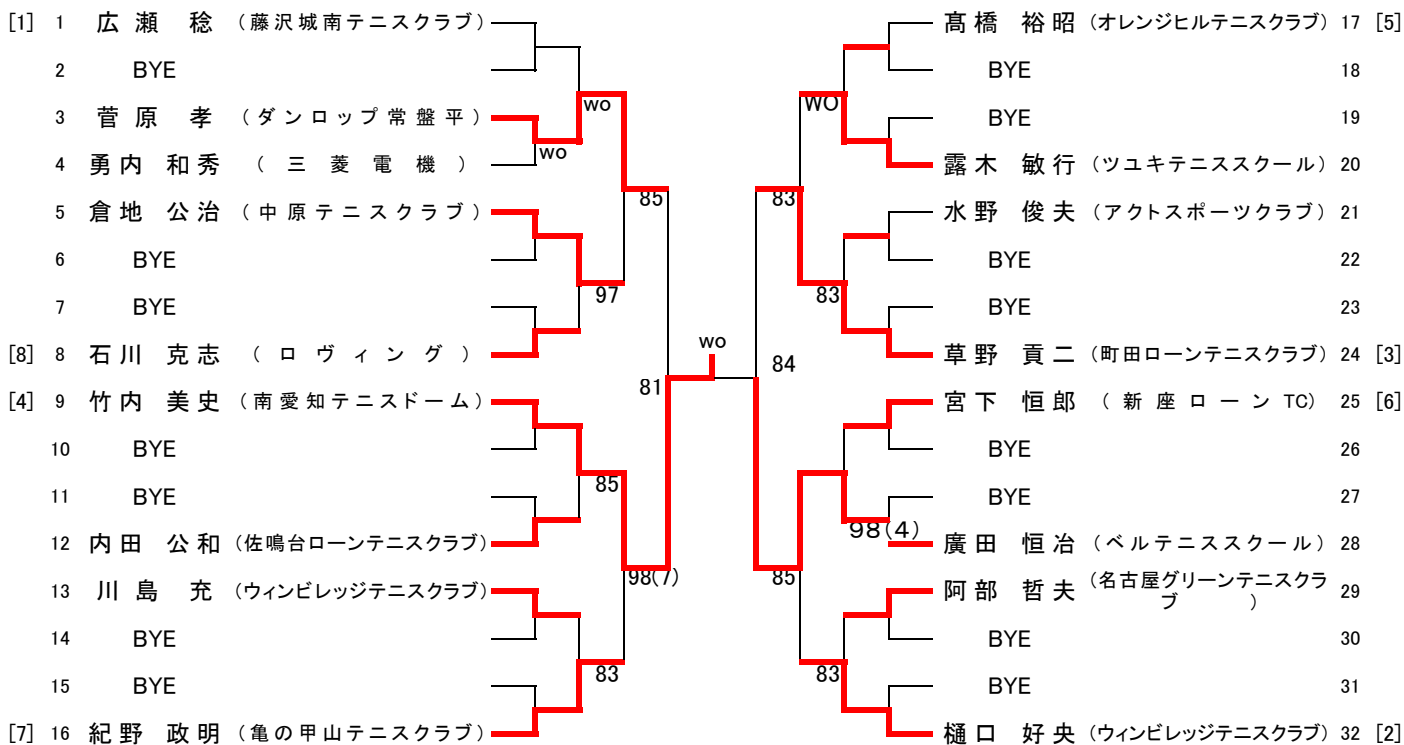 [1] 1 広瀬 稔 (藤沢城南テニスクラブ)
2 BYE
3 菅原 孝 (ダンロップ常盤平)
4 勇内 和秀 (三菱電機)
5 倉地 公治 (中原テニスクラブ)
6 BYE
7 BYE
[8] 8 石川 克志 (ロヴィング)
[4] 9 竹内 美史 (南愛知テニスドーム)
10 BYE
11 BYE
12 内田 公和 (佐鳴台ローンテニスクラブ)
13 川島 充 (ウィンビレッジテニスクラブ)
14 BYE
15 BYE
[7] 16 紀野 政明 (亀の甲山テニスクラブ)
wo
wo
85
97
81
85
98(7)
83
wo
WO
83
83
84
98(4)
85
83
髙橋 裕昭 (オレンジヒルテニスクラブ) 17 [5]
BYE 18
BYE 19
露木 敏行 (ツユキテニススクール) 20
水野 俊夫 (アクトスポーツクラブ) 21
BYE 22
BYE 23
草野 貢二 (町田ローンテニスクラブ) 24 [3]
宮下 恒郎 (新座ローンTC) 25 [6]
BYE 26
BYE 27
廣田 恒治 (ベルテニススクール) 28
阿部 哲夫 (名古屋グリーンテニスクラ
ブ) 29
BYE 30
BYE 31
樋口 好央 (ウィンビレッジテニスクラブ) 32 [2]